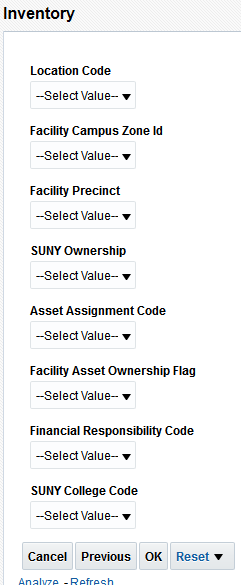 Inventory
Location Code
--Select Value--
Facility Campus Zone Id
--Select Value--
Facility Precinct
--Select Value--
SUNY Ownership
--Select Value--
Asset Assignment Code
--Select Value--
Facility Asset Ownership Flag
--Select Value--
Financial Responsibility Code
--Select Value--
SUNY College Code
--Select Value--
Cancel Previous OK Reset
Analyze - Refresh